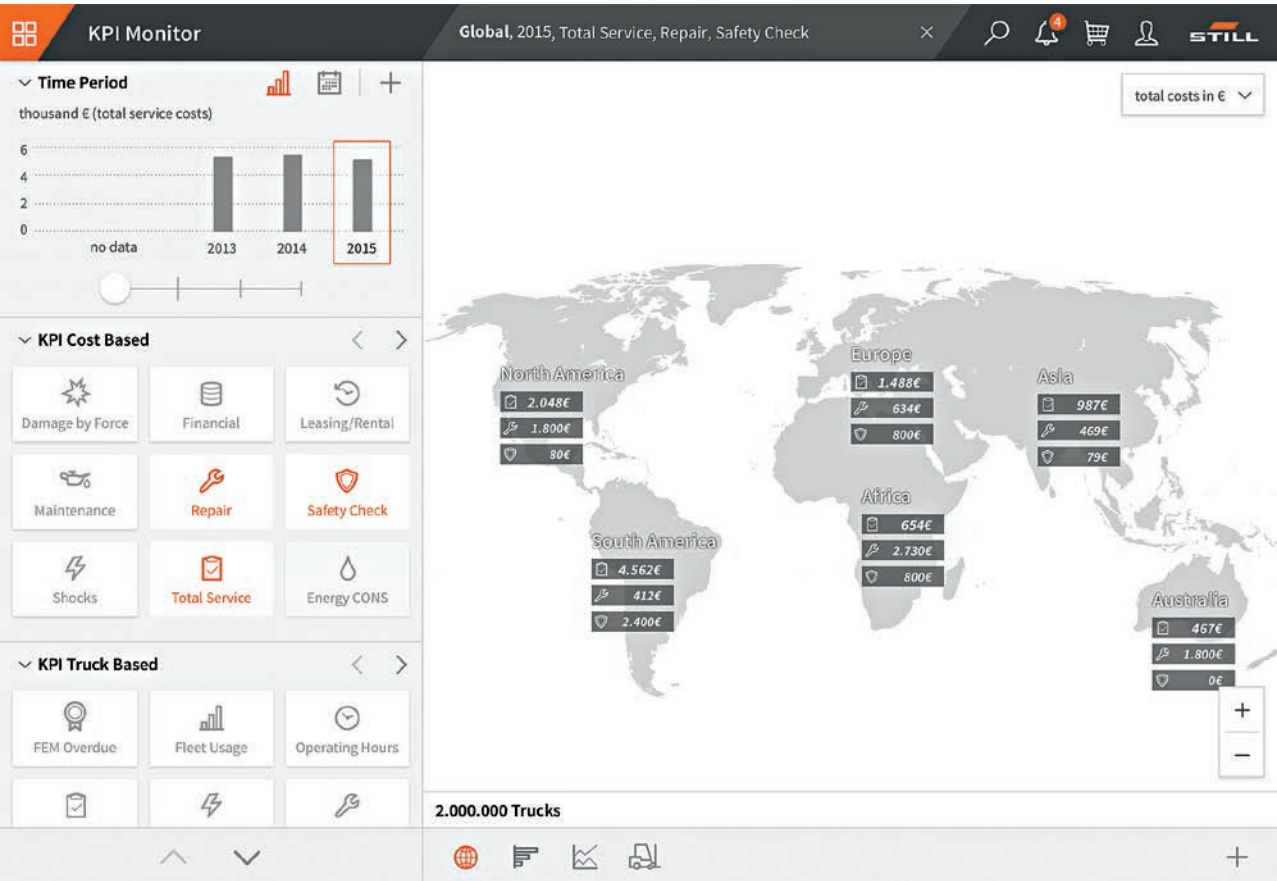 KPI Monitor
Global, 2015, Total Service, Repair, Safety Check
4
STILL
Time Period
thousand € (total service costs)
6
4
2
0
no data 2013 2014 2015
KPI Cost Based
Damage by Force Financial Leasing/Rental
Maintenance Repair Safety Check
Shocks Total Service Energy CONS
KPI Truck Based
FEM Overdue Fleet Usage Operating Hours
total costs in €
North America
2.048€
1.800€
80€
Europe
1.488€
634€
800€
Asia
987€
469€
79€
Africa
654€
2.730€
800€
South America
4.562€
412€
2.400€
Australia
467€
1.800€
0€
2.000.000 Trucks